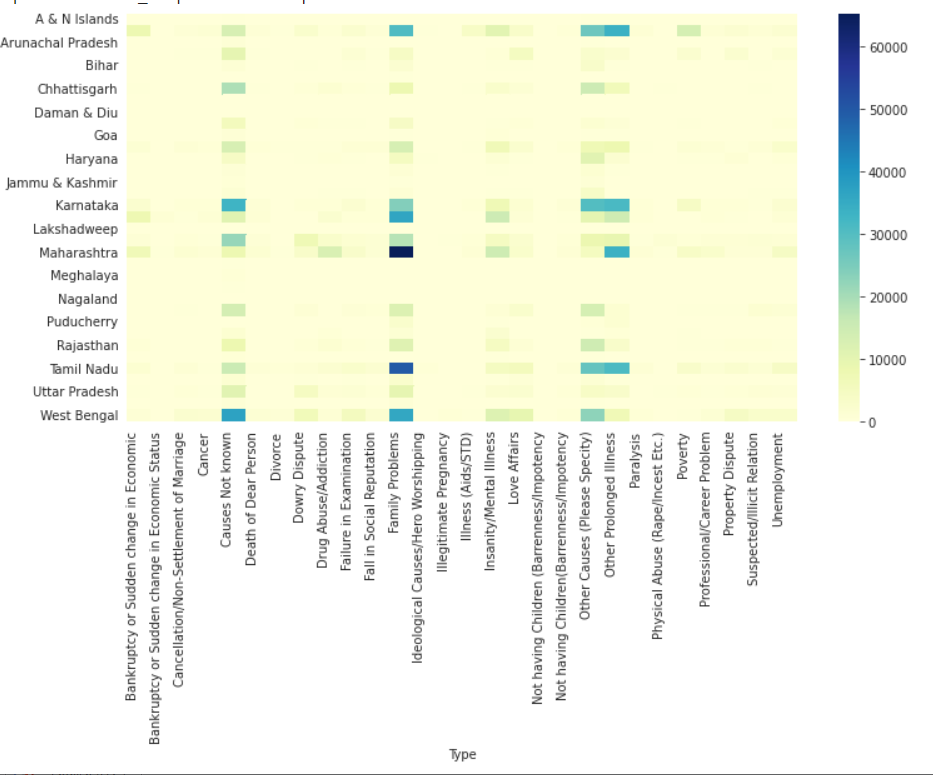 A & N Islands
Arunachal Pradesh
Bihar
Chhattisgarh
Daman & Diu
Goa
Haryana
Jammu & Kashmir
Karnataka
Lakshadweep
Maharashtra
Meghalaya
Nagaland
Puducherry
Rajasthan
Tamil Nadu
Uttar Pradesh
West Bengal
60000
50000
40000
30000
20000
10000
0
Bankruptcy or Sudden change in Economic
Bankruptcy or Sudden change in Economic Status
Cancellation/Non-Settlement of Marriage
Cancer
Causes Not known
Death of Dear Person
Divorce
Dowry Dispute
Drug Abuse/Addiction
Failure in Examination
Fall in Social Reputation
Family Problems
Ideological Causes/Hero Worshipping
Illegitimate Pregnancy
Illness (Aids/STD)
Insanity/Mental Illness
Love Affairs
Not having Children (Barrenness/Impotency
Not having Children(Barrenness/Impotency
Other Causes (Please Specity)
Other Prolonged Illness
Paralysis
Physical Abuse (Rape/Incest Etc.)
Poverty
Professional/Career Problem
Property Dispute
Suspected/Illicit Relation
Unemployment
Type